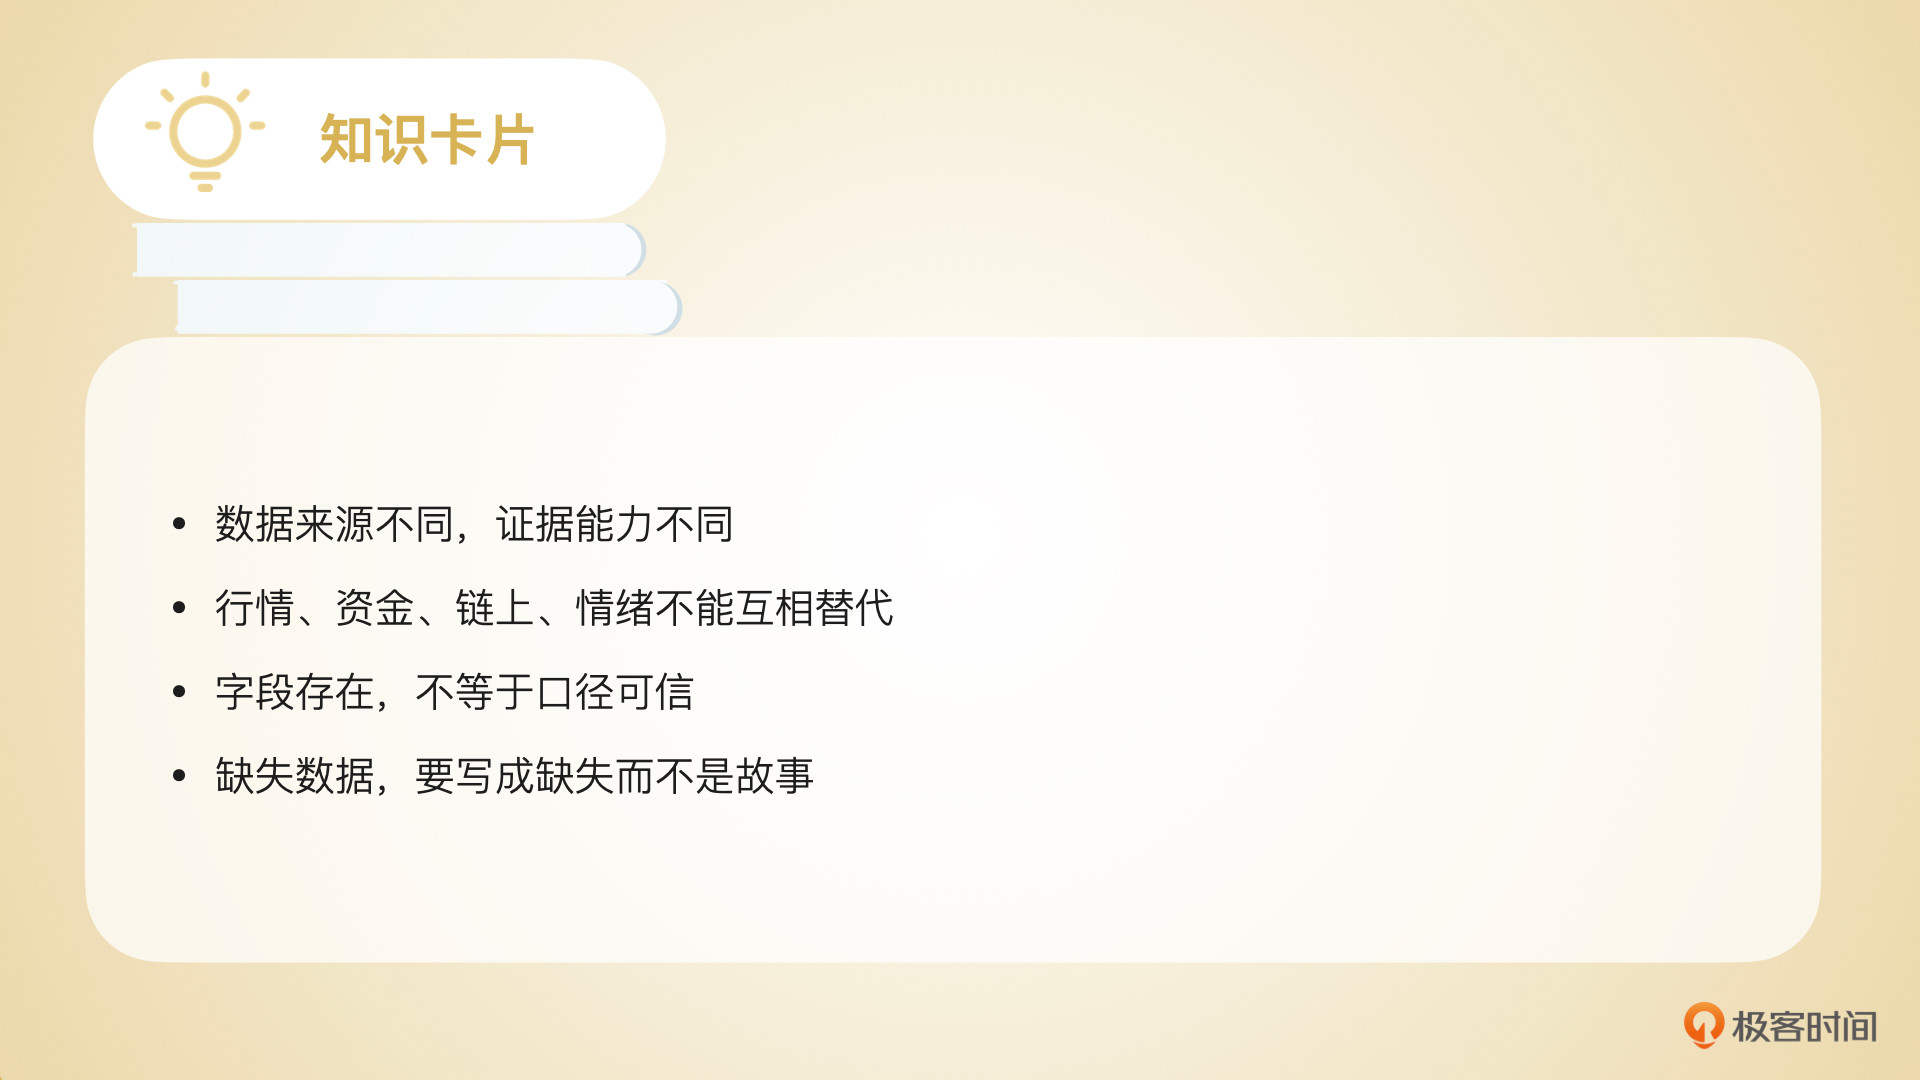 知识卡片
• 数据来源不同，证据能力不同
• 行情、资金、链上、情绪不能互相替代
• 字段存在，不等于口径可信
• 缺失数据，要写成缺失而不是故事
极客时间